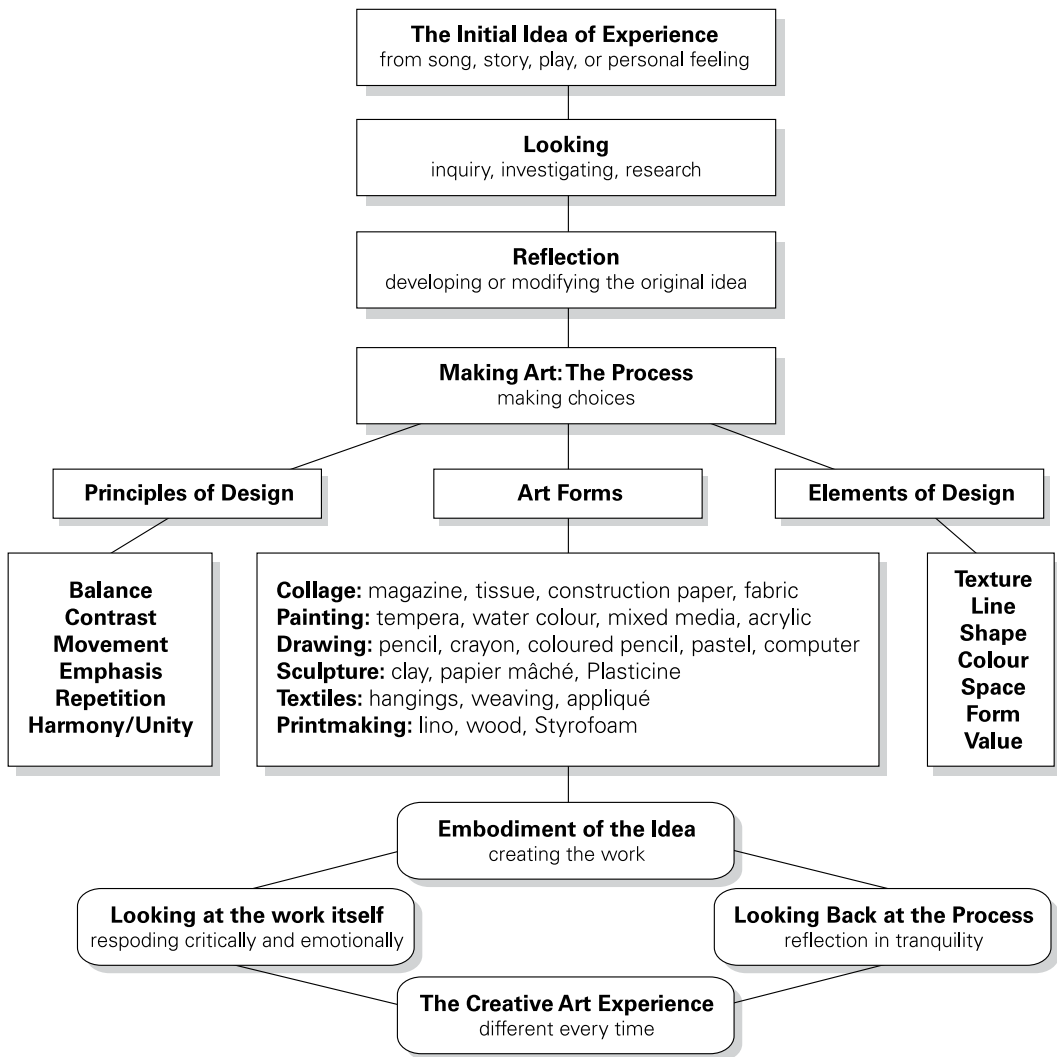 The Initial Idea of Experience
from song, story, play, or personal feeling
Looking
inquiry, investigating, research
Reflection
developing or modifying the original idea
Making Art: The Process
making choices
Principles of Design
Art Forms
Elements of Design
Balance
Contrast
Movement
Emphasis
Repetition
Harmony/Unity
Collage: magazine, tissue, construction paper, fabric
Painting: tempera, water colour, mixed media, acrylic
Drawing: pencil, crayon, coloured pencil, pastel, computer
Sculpture: clay, papier mâché, Plasticine
Textiles: hangings, weaving, appliqué
Printmaking: lino, wood, Styrofoam
Texture
Line
Shape
Colour
Space
Form
Value
Embodiment of the Idea
creating the work
Looking at the work itself
respoding critically and emotionally
Looking Back at the Process
reflection in tranquility
The Creative Art Experience
different every time